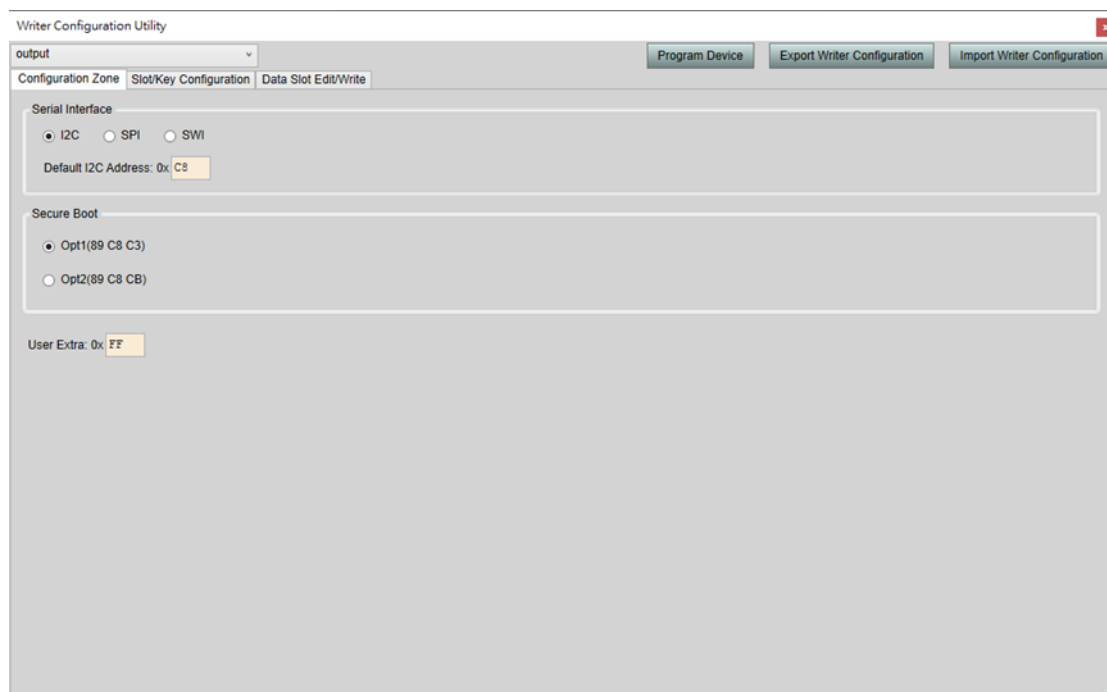 Writer Configuration Utility
x
output
Program Device
Export Writer Configuration
Import Writer Configuration
Configuration Zone
Slot/Key Configuration
Data Slot Edit/Write
Serial Interface
I2C
SPI
SWI
Default I2C Address: 0x C8
Secure Boot
Opt1(89 C8 C3)
Opt2(89 C8 CB)
User Extra: 0x FF